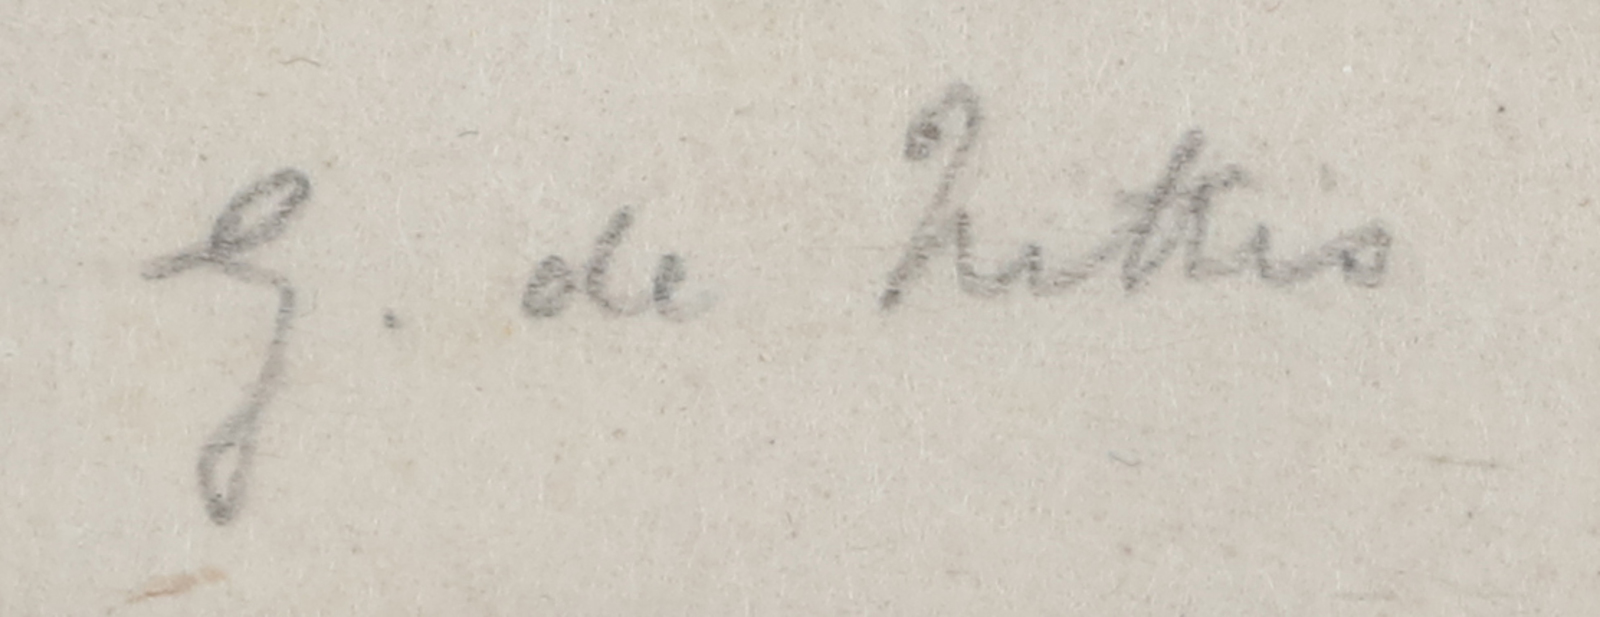 G. de Nittis